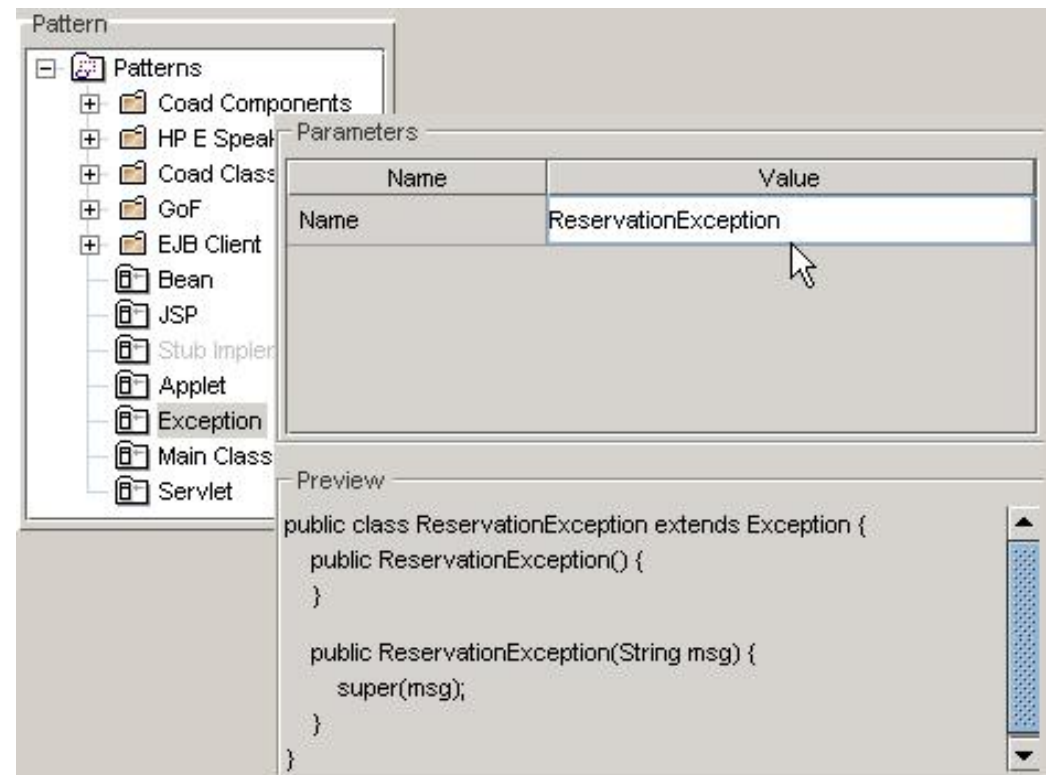 Pattern
Patterns
Coad Components
HP E Speak
Coad Class
GoF
EJB Client
Bean
JSP
Stub
Applet
Exception
Main Class
Servlet
Parameters
Name Value
Name ReservationException
Preview
public class ReservationException extends Exception {
public ReservationException() {
}
public ReservationException(String msg) {
super(msg);
}
}